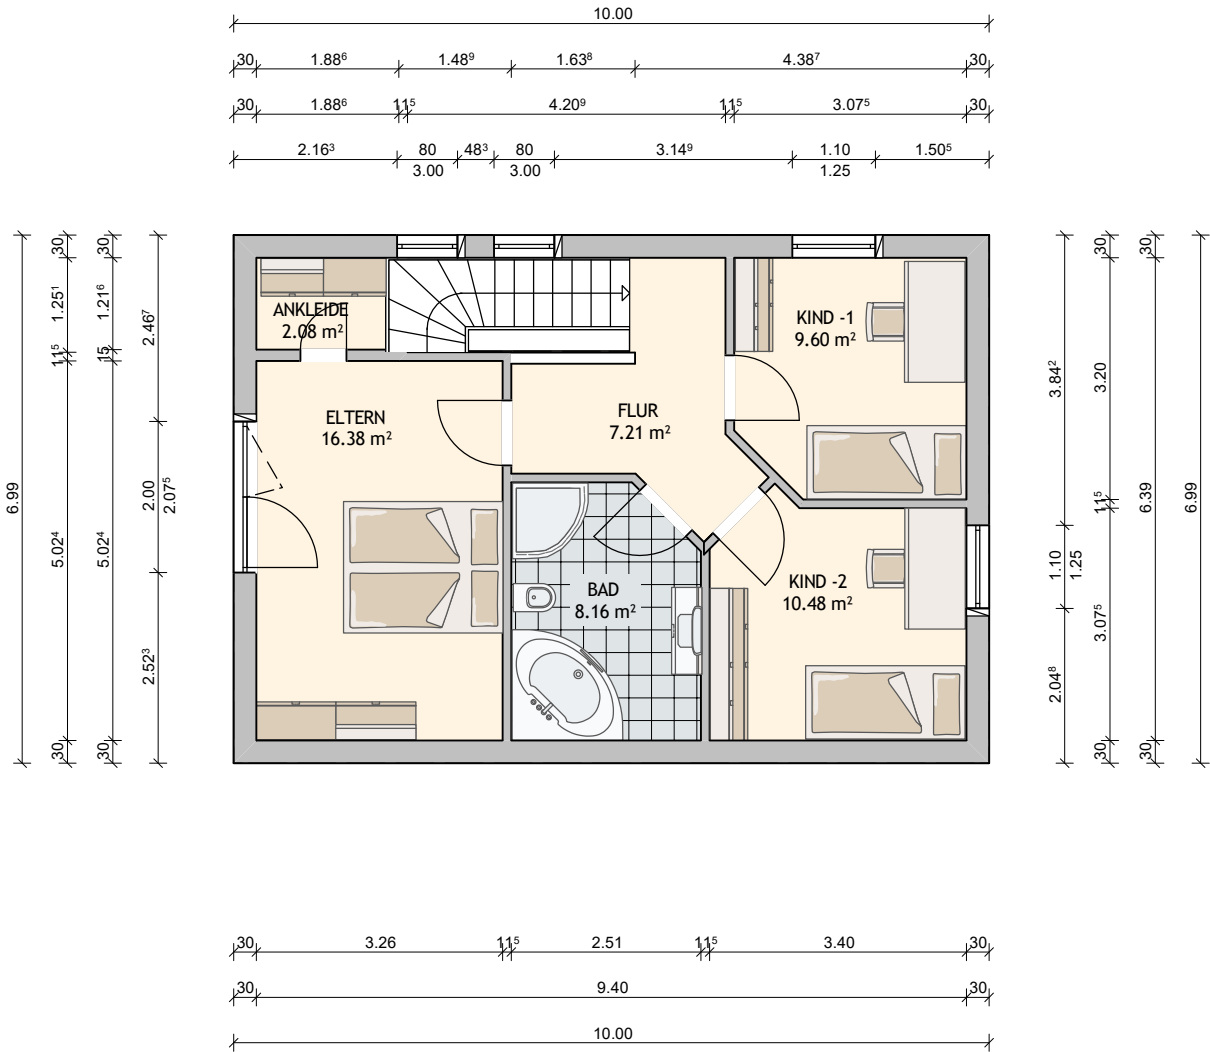 10.00
30 1.88⁶ 1.48⁹ 1.63⁸ 4.38⁷ 30
30 1.88⁶ 11⁵ 4.20⁹ 11⁵ 3.07⁵ 30
2.16³ 80 48³ 80 3.14⁹ 1.10 1.50⁵
3.00 3.00 1.25
6.99
30 1.25¹ 11⁵ 5.02⁴ 30
30 1.21⁶ 15 5.02⁴ 30
2.46⁷ 2.00 2.52³
2.07⁵
ANKLEIDE
2.08 m²
KIND -1
9.60 m²
ELTERN
16.38 m²
FLUR
7.21 m²
BAD
8.16 m²
KIND -2
10.48 m²
3.84² 1.10 2.04⁸
1.25
30 3.20 11⁵ 3.07⁵ 30
30 6.39 30
6.99
30 3.26 11⁵ 2.51 11⁵ 3.40 30
30 9.40 30
10.00